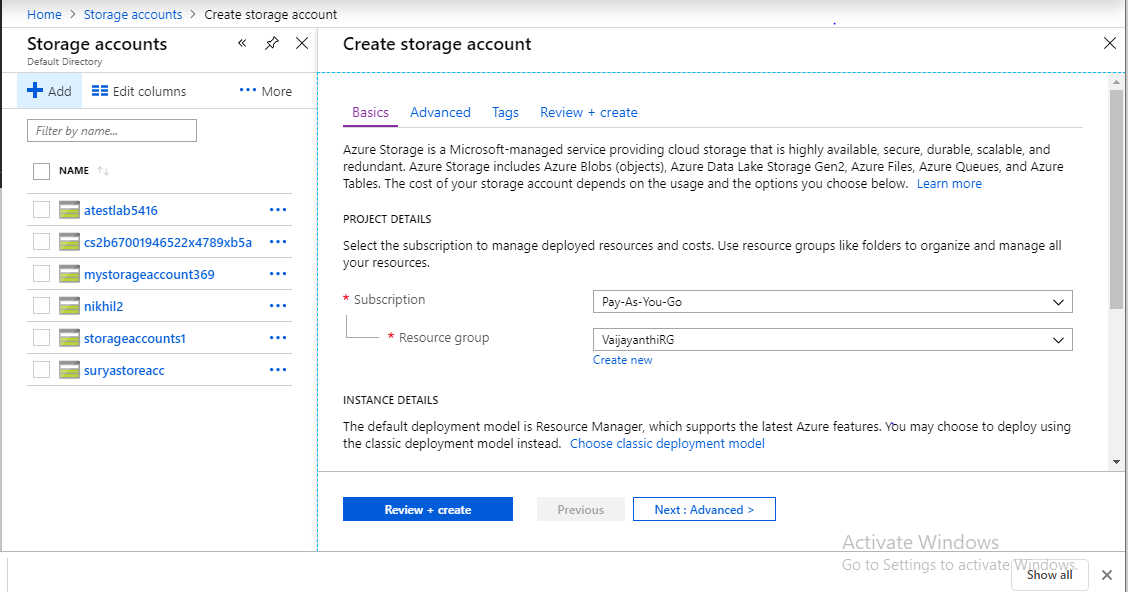 Home > Storage accounts > Create storage account
Storage accounts
Default Directory
Add Edit columns More
Filter by name...
NAME
atestlab5416
cs2b67001946522x4789xb5a
mystorageaccount369
nikhil2
storageaccounts1
suryastoreacc
Create storage account
Basics Advanced Tags Review + create
Azure Storage is a Microsoft-managed service providing cloud storage that is highly available, secure, durable, scalable, and
redundant. Azure Storage includes Azure Blobs (objects), Azure Data Lake Storage Gen2, Azure Files, Azure Queues, and Azure
Tables. The cost of your storage account depends on the usage and the options you choose below. Learn more
PROJECT DETAILS
Select the subscription to manage deployed resources and costs. Use resource groups like folders to organize and manage all
your resources.
* Subscription Pay-As-You-Go
* Resource group VaijayanthiRG
Create new
INSTANCE DETAILS
The default deployment model is Resource Manager, which supports the latest Azure features. You may choose to deploy using
the classic deployment model instead. Choose classic deployment model
Review + create Previous Next : Advanced >
Activate Windows
Go to Settings to activate Windows.
Show all